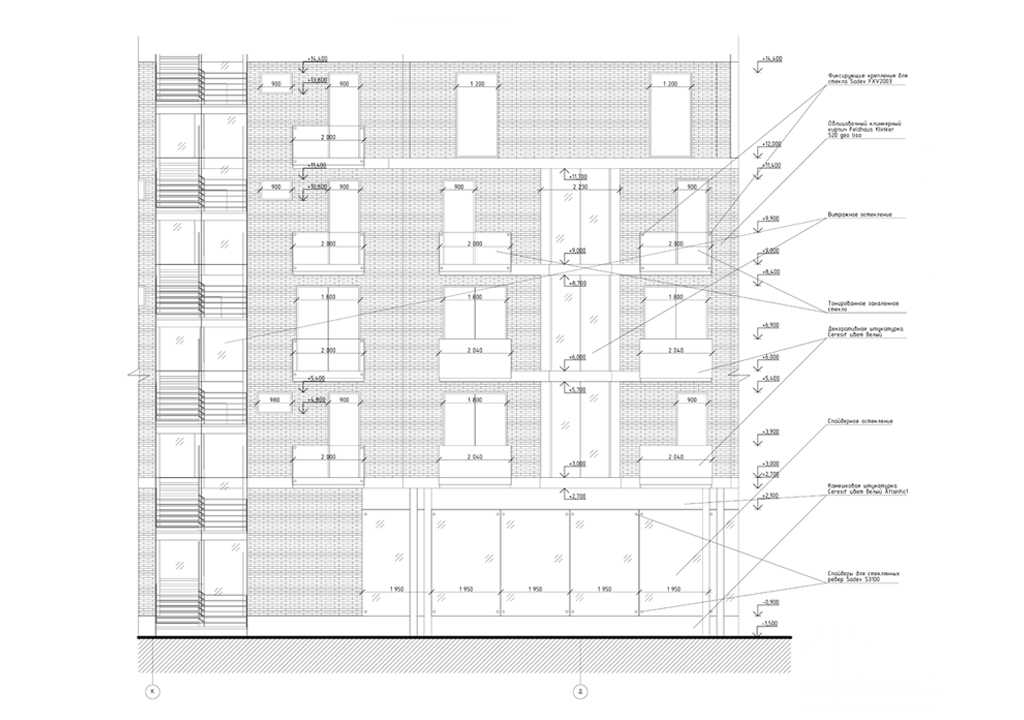 +14,400 +14,400
900 +13,800 900 1 200 1 200
Фиксирующие крепления для
стекла Sadev FXV2003
Облицовочный клинкерный
кирпич Feldhaus Klinker
520 geo liso
2 000
+12,000
+11,400 +11,700 +11,400
900 +10,800 900 900 2 230 900
+9,900
Витражное остекление
2 000 2 000 2 000
+9,000 +9,000
+8,700 +8,400
1 800 1 800 1 800
Тонированное закаленное
стекло
+6,900
Декоративная штукатурка
Ceresit цвет белый
2 000 2 040 2 040
+6,000 +6,000
+5,400 +5,700 +5,400
980 +4,800 900 1 800 900
Спайдерное остекление
+3,900
2 000 2 040 2 040
+3,000 +3,000
+2,700
+2,700 +2,100
Камешковая штукатурка
Ceresit цвет белый Atlantic1
Спайдеры для стеклянных
ребер Sadev S3100
1 950 1 950 1 950 1 950 1 950
-0,900
К Д